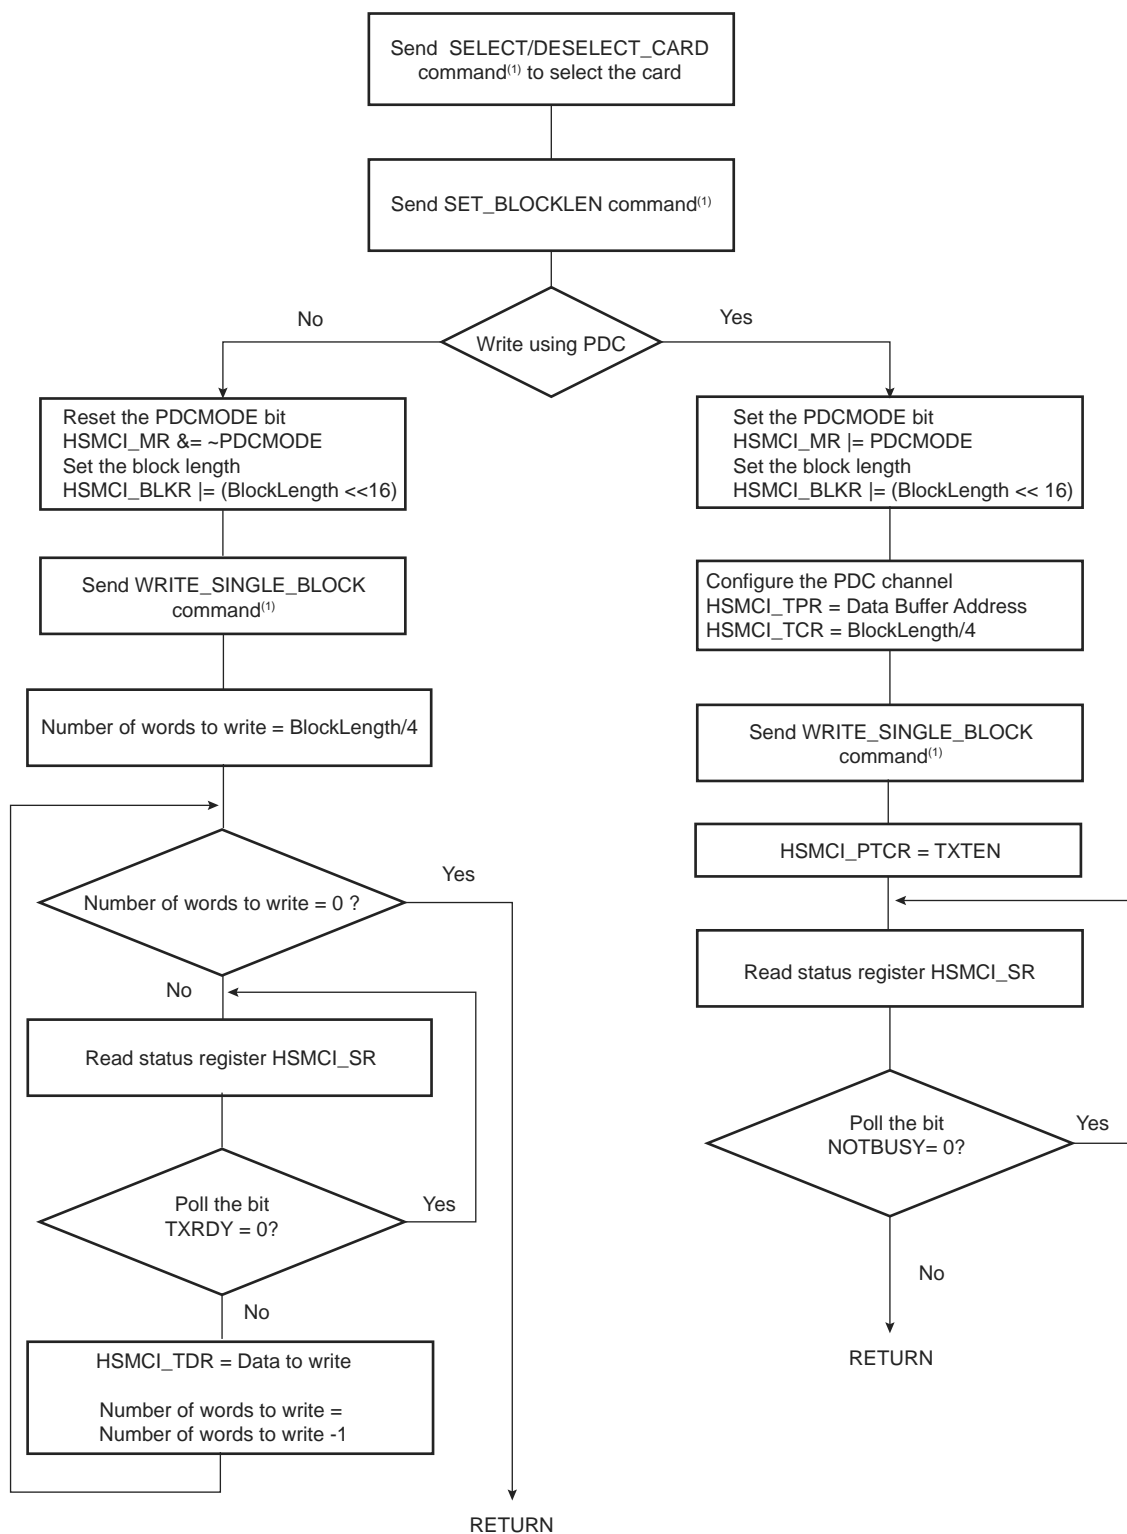 Send SELECT/DESELECT_CARD
command(1) to select the card
Send SET_BLOCKLEN command(1)
Write using PDC
No
Yes
Reset the PDCMODE bit
HSMCI_MR &= ~PDCMODE
Set the block length
HSMCI_BLKR |= (BlockLength <<16)
Send WRITE_SINGLE_BLOCK
command(1)
Number of words to write = BlockLength/4
Number of words to write = 0 ?
Yes
No
Read status register HSMCI_SR
Poll the bit
TXRDY = 0?
Yes
No
HSMCI_TDR = Data to write
Number of words to write =
Number of words to write -1
RETURN
Set the PDCMODE bit
HSMCI_MR |= PDCMODE
Set the block length
HSMCI_BLKR |= (BlockLength << 16)
Configure the PDC channel
HSMCI_TPR = Data Buffer Address
HSMCI_TCR = BlockLength/4
Send WRITE_SINGLE_BLOCK
command(1)
HSMCI_PTCR = TXTEN
Read status register HSMCI_SR
Poll the bit
NOTBUSY= 0?
Yes
No
RETURN